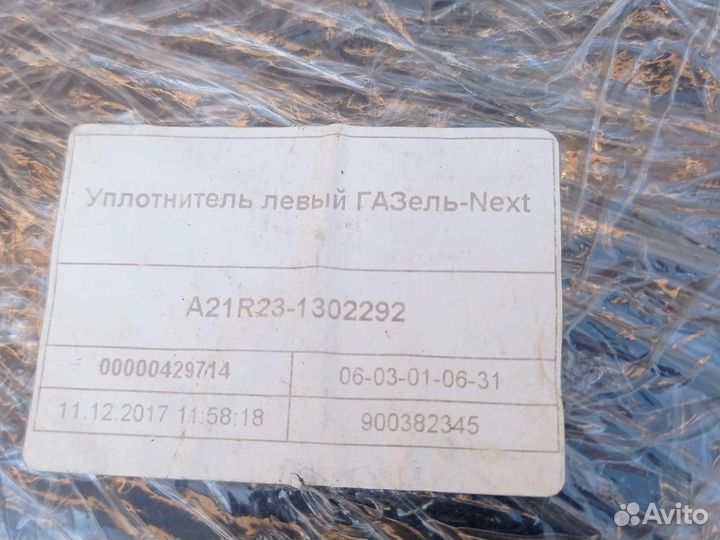 Уплотнитель левый ГАЗель-Next
A21R23-1302292
00000429714
06-03-01-06-31
11.12.2017 11:58:18
900382345
Avito